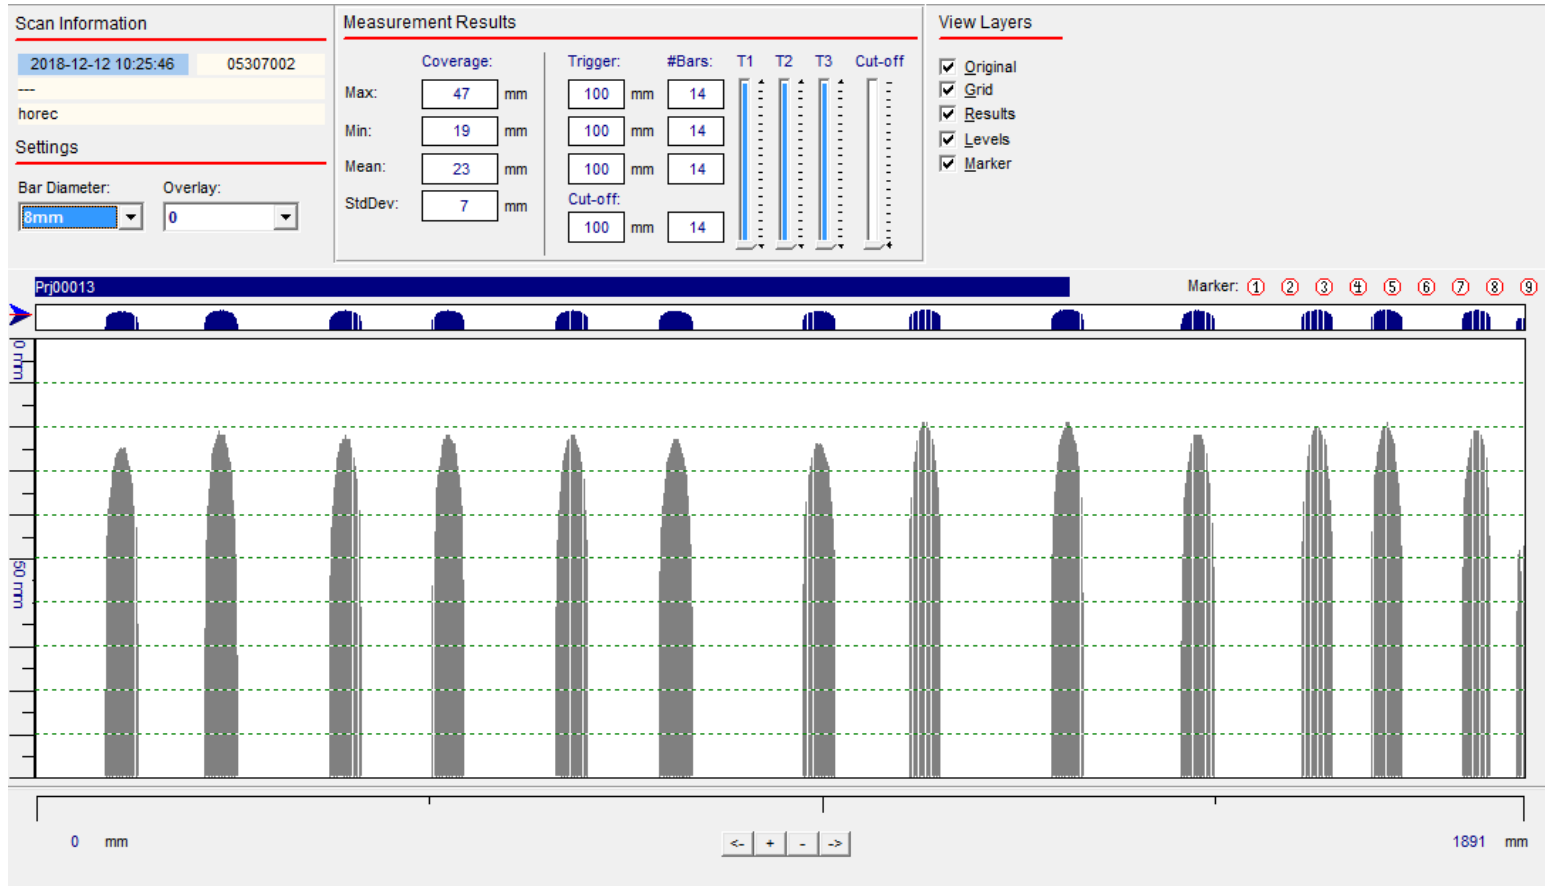 Scan Information
2018-12-12 10:25:46 05307002
---
horec
Settings
Bar Diameter: Overlay:
8mm 0
Measurement Results
Coverage: Trigger: #Bars: T1 T2 T3 Cut-off
Max: 47 mm 100 mm 14
Min: 19 mm 100 mm 14
Mean: 23 mm 100 mm 14
StdDev: 7 mm Cut-off:
100 mm 14
View Layers
Original
Grid
Results
Levels
Marker
Prj00013 Marker: 1 2 3 4 5 6 7 8 9
0 mm
50 mm
0 mm <- + - -> 1891 mm